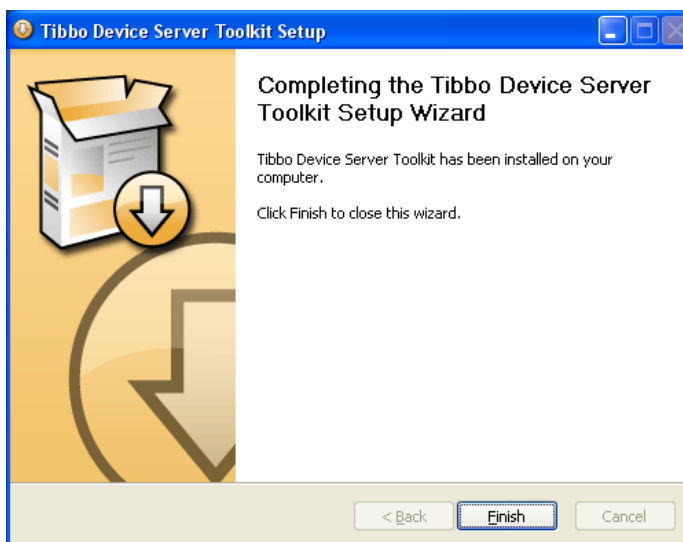 Tibbo Device Server Toolkit Setup
Completing the Tibbo Device Server
Toolkit Setup Wizard
Tibbo Device Server Toolkit has been installed on your
computer.
Click Finish to close this wizard.
< Back
Finish
Cancel